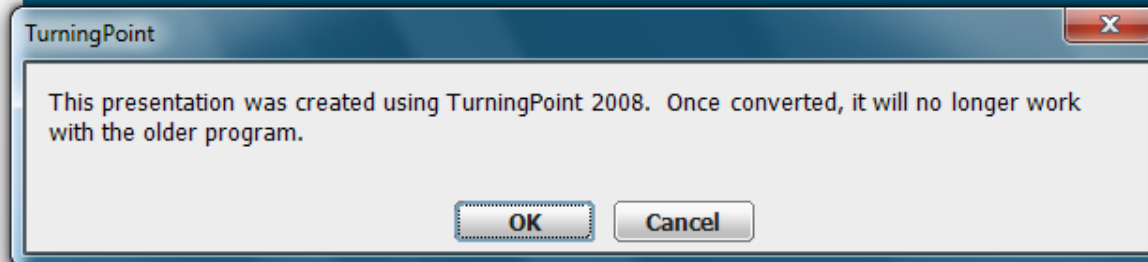 TurningPoint
X
This presentation was created using TurningPoint 2008. Once converted, it will no longer work
with the older program.
OK Cancel